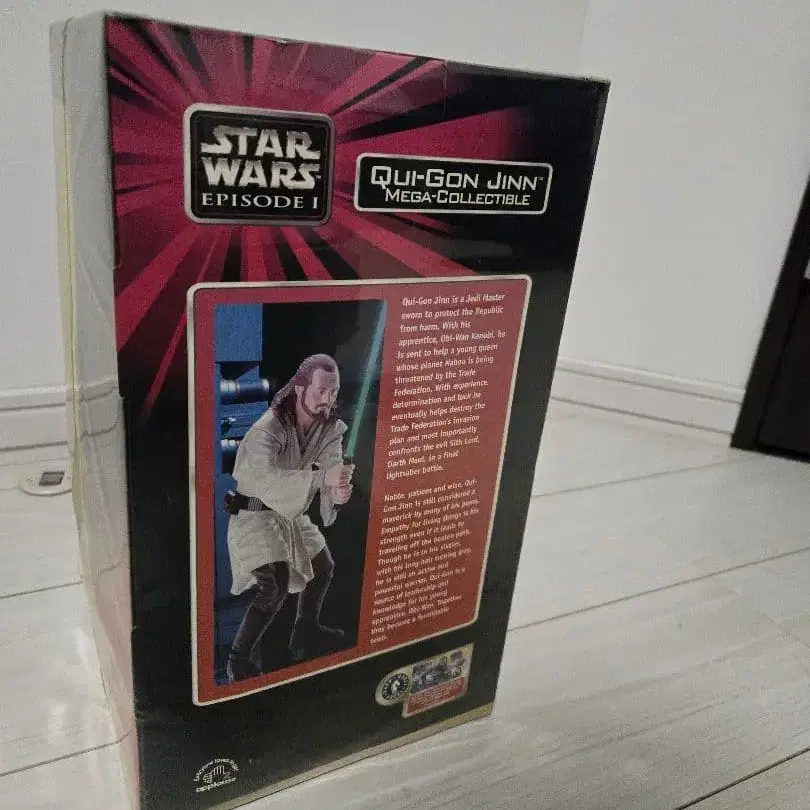 STAR
WARS
EPISODE I
QUI-GON JINN™
MEGA-COLLECTIBLE
Qui-Gon Jinn is a Jedi Master
sworn to protect the Republic
from harm. With his
apprentice, Obi-Wan Kenobi, he
is sent to help a young queen
whose planet Naboo is being
threatened by the Trade
Federation. With experience,
determination and luck he
eventually helps destroy the
Trade Federation's invasion
plan and most importantly
confronts the evil Sith Lord,
Darth Maul, in a final
lightsaber battle.
Noble, patient and wise, Qui-
Gon Jinn is still considered a
maverick by many of his peers.
Empathy for living things is his
strength even if it leads to
traveling off the beaten path.
Though he is in his sixties,
with his long hair turning gray,
he is still an active and
powerful warrior. Qui-Gon is a
source of leadership and
knowledge for his young
apprentice, Obi-Wan. Together
they become a formidable
team.
applause